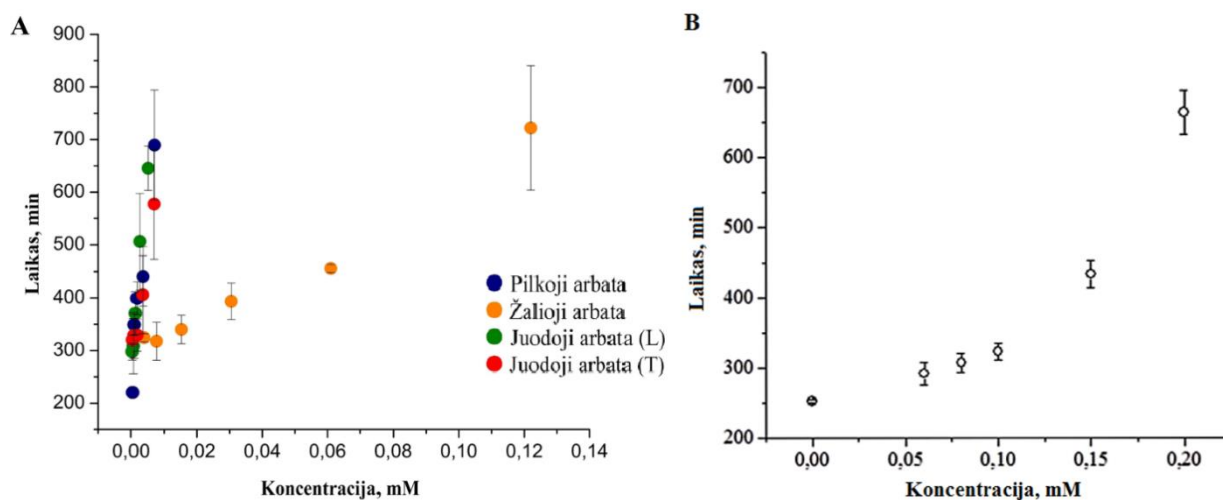 A
900
800
700
600
500
400
300
200
Laikas, min
0,00 0,02 0,04 0,06 0,08 0,10 0,12 0,14
Koncentracija, mM
Pilkoji arbata
Žalioji arbata
Juodoji arbata (L)
Juodoji arbata (T)
B
700
600
500
400
300
200
Laikas, min
0,00 0,05 0,10 0,15 0,20
Koncentracija, mM